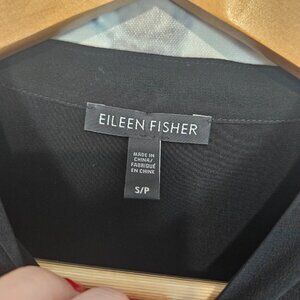 EILEEN FISHER
MADE IN
CHINA/
FABRIQUÉ
EN CHINE
S/P